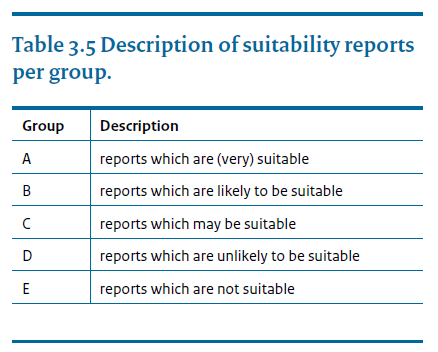 Table 3.5 Description of suitability reports
per group.
Group Description
A reports which are (very) suitable
B reports which are likely to be suitable
C reports which may be suitable
D reports which are unlikely to be suitable
E reports which are not suitable